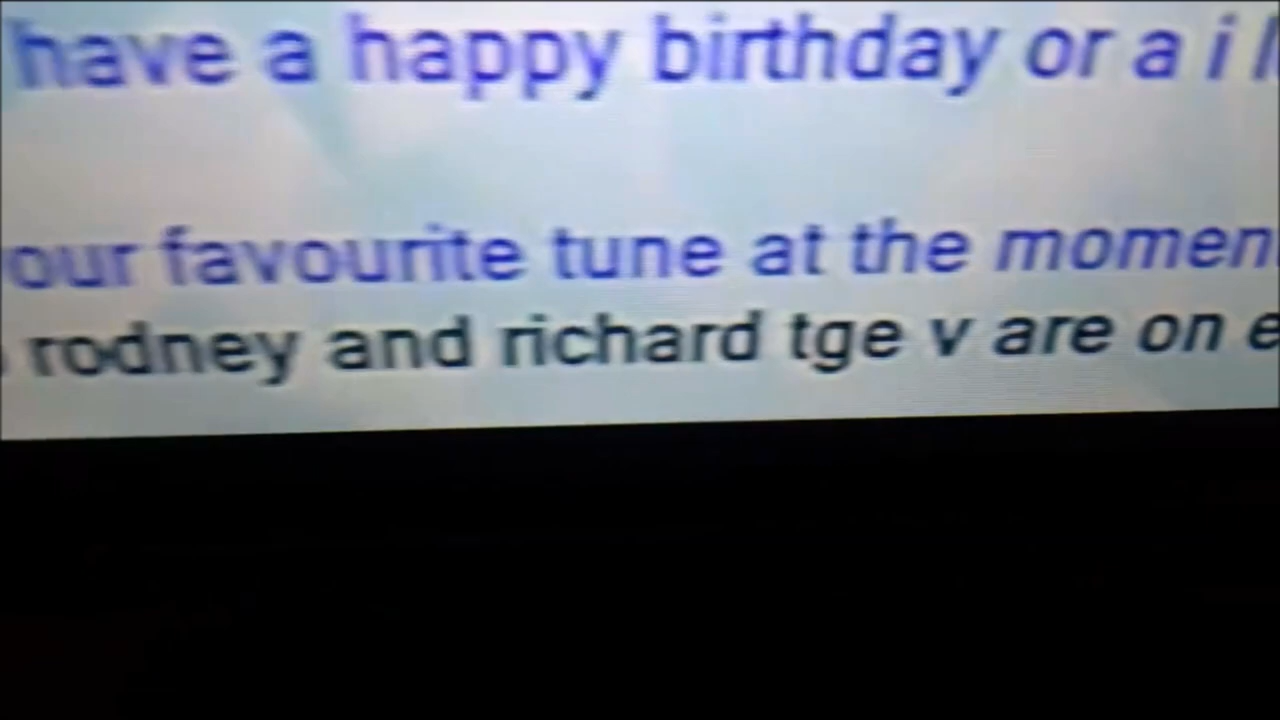 have a happy birthday or a i
our favourite tune at the momen
rodney and richard tge v are on e